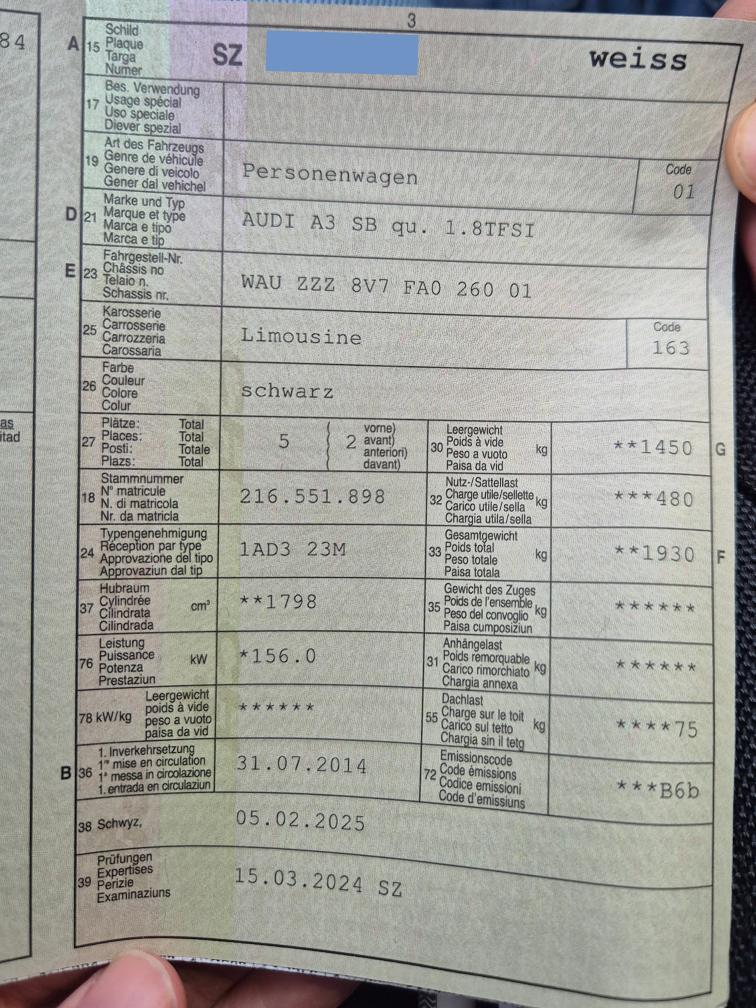 3
84
A 15 Schild
Plaque
Targa
Numer
SZ
weiss
17 Bes. Verwendung
Usage spécial
Uso speciale
Diever spezial
19 Art des Fahrzeugs
Genre de véhicule
Genere di veicolo
Gener dal vehichel
Personenwagen
Code
01
D 21 Marke und Typ
Marque et type
Marca e tipo
Marca e tip
AUDI A3 SB qu. 1.8TFSI
E 23 Fahrgestell-Nr.
Châssis no
Telaio n.
Schassis nr.
WAU ZZZ 8V7 FA0 260 01
25 Karosserie
Carrosserie
Carrozzeria
Carossaria
Limousine
Code
163
26 Farbe
Couleur
Colore
Colur
schwarz
27 Plätze: Total
Places: Total
Posti: Totale
Plazs: Total
5
2 vorne)
avant)
anteriori)
davant)
30 Leergewicht
Poids à vide
Peso a vuoto
Paisa da vid
kg
**1450
G
18 Stammnummer
N° matricule
N. di matricola
Nr. da matricla
216.551.898
32 Nutz-/Sattellast
Charge utile/sellette
Carico utile/sella
Chargia utila/sella
kg
***480
24 Typengenehmigung
Réception par type
Approvazione del tipo
Approvaziun dal tip
1AD3 23M
33 Gesamtgewicht
Poids total
Peso totale
Paisa totala
kg
**1930
F
37 Hubraum
Cylindrée
Cilindrata
Cilindrada
cm³
**1798
35 Gewicht des Zuges
Poids de l'ensemble
Peso del convoglio
Paisa cumposiziun
kg
******
76 Leistung
Puissance
Potenza
Prestaziun
kW
*156.0
31 Anhängelast
Poids remorquable
Carico rimorchiato
Chargia annexa
kg
******
78 kW/kg
Leergewicht
poids à vide
peso a vuoto
paisa da vid
******
55 Dachlast
Charge sur le toit
Carico sul tetto
Chargia sin il tetg
kg
****75
B 36 1. Inverkehrsetzung
1re mise en circulation
1a messa in circolazione
1. entrada en circulaziun
31.07.2014
72 Emissionscode
Code émissions
Codice emissioni
Code d'emissiuns
***B6b
38 Schwyz,
05.02.2025
39 Prüfungen
Expertises
Perizie
Examinaziuns
15.03.2024 SZ